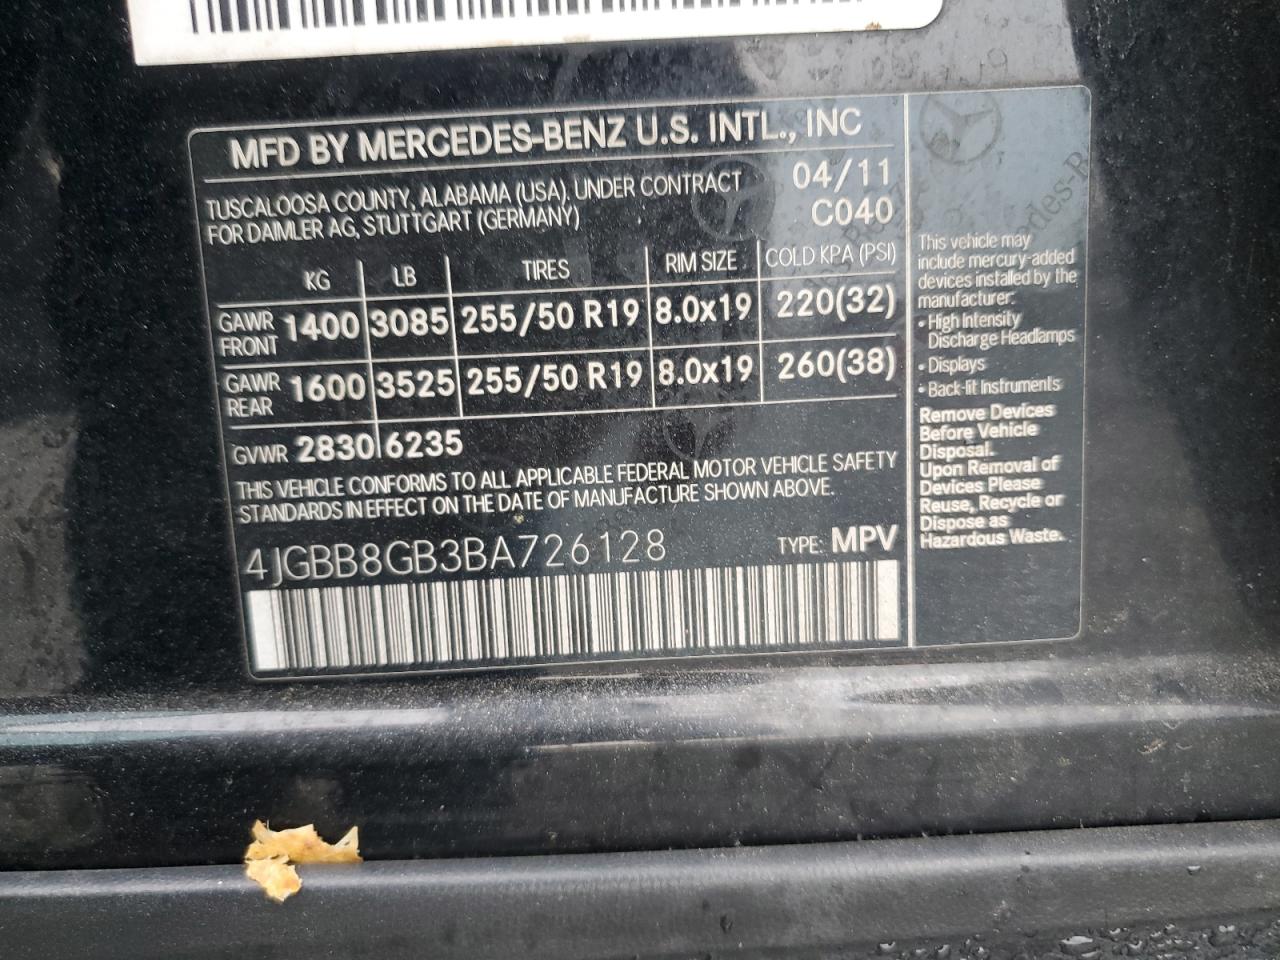 MFD BY MERCEDES-BENZ U.S. INTL., INC
TUSCALOOSA COUNTY, ALABAMA (USA), UNDER CONTRACT
FOR DAIMLER AG, STUTTGART (GERMANY)
04/11
C040
KG LB TIRES RIM SIZE COLD KPA (PSI)
GAWR FRONT 1400 3085 255/50 R19 8.0x19 220(32)
GAWR REAR 1600 3525 255/50 R19 8.0x19 260(38)
GVWR 2830 6235
THIS VEHICLE CONFORMS TO ALL APPLICABLE FEDERAL MOTOR VEHICLE SAFETY
STANDARDS IN EFFECT ON THE DATE OF MANUFACTURE SHOWN ABOVE.
4JGBB8GB3BA726128 TYPE: MPV
This vehicle may
include mercury-added
devices installed by the
manufacturer:
• High Intensity
Discharge Headlamps
• Displays
• Back-lit Instruments
Remove Devices
Before Vehicle
Disposal.
Upon Removal of
Devices Please
Reuse, Recycle or
Dispose as
Hazardous Waste.